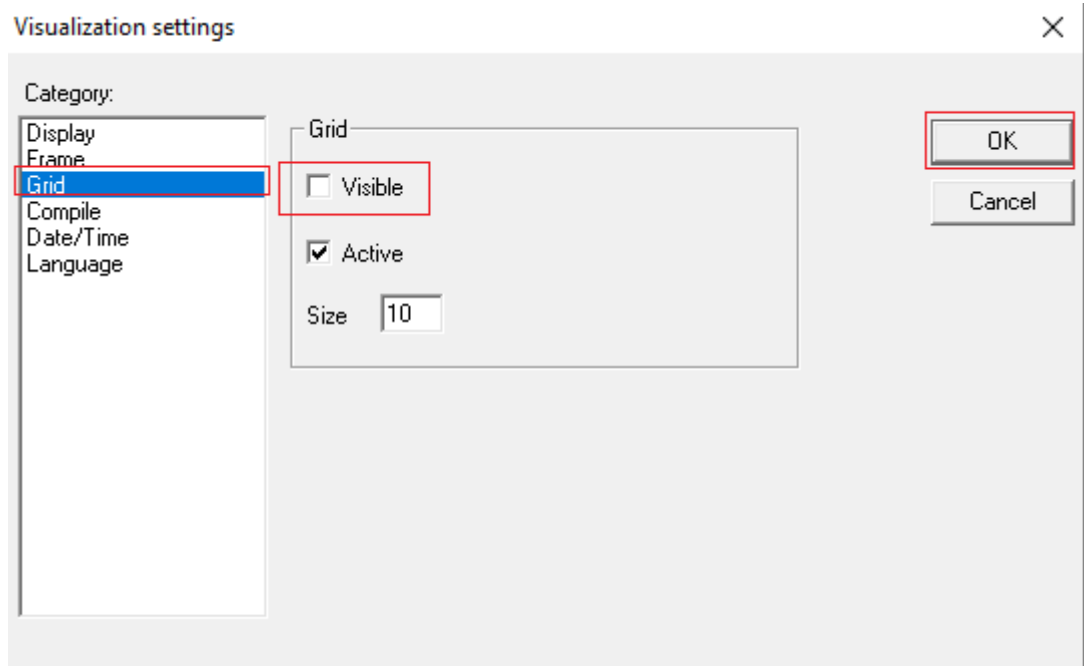 Visualization settings
Category:
Display
Frame
Grid
Compile
Date/Time
Language
Grid
Visible
Active
Size 10
OK
Cancel